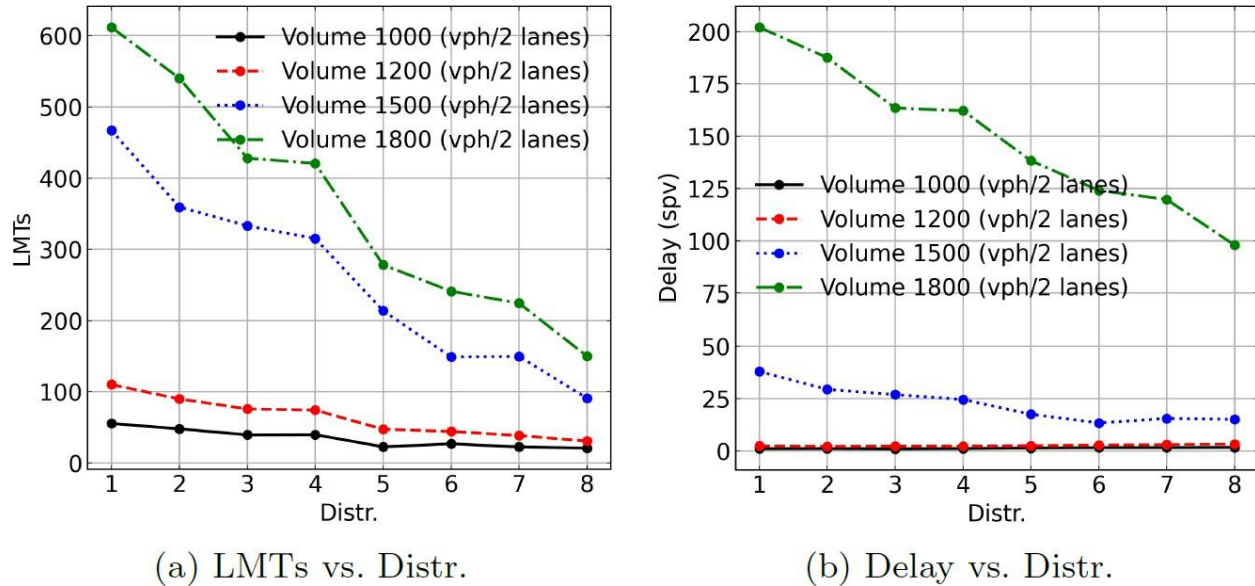 600
500
400
300
200
100
0
LMTs
Volume 1000 (vph/2 lanes)
Volume 1200 (vph/2 lanes)
Volume 1500 (vph/2 lanes)
Volume 1800 (vph/2 lanes)
1 2 3 4 5 6 7 8
Distr.
(a) LMTs vs. Distr.
200
175
150
125
100
75
50
25
0
Delay (spv)
Volume 1000 (vph/2 lanes)
Volume 1200 (vph/2 lanes)
Volume 1500 (vph/2 lanes)
Volume 1800 (vph/2 lanes)
1 2 3 4 5 6 7 8
Distr.
(b) Delay vs. Distr.